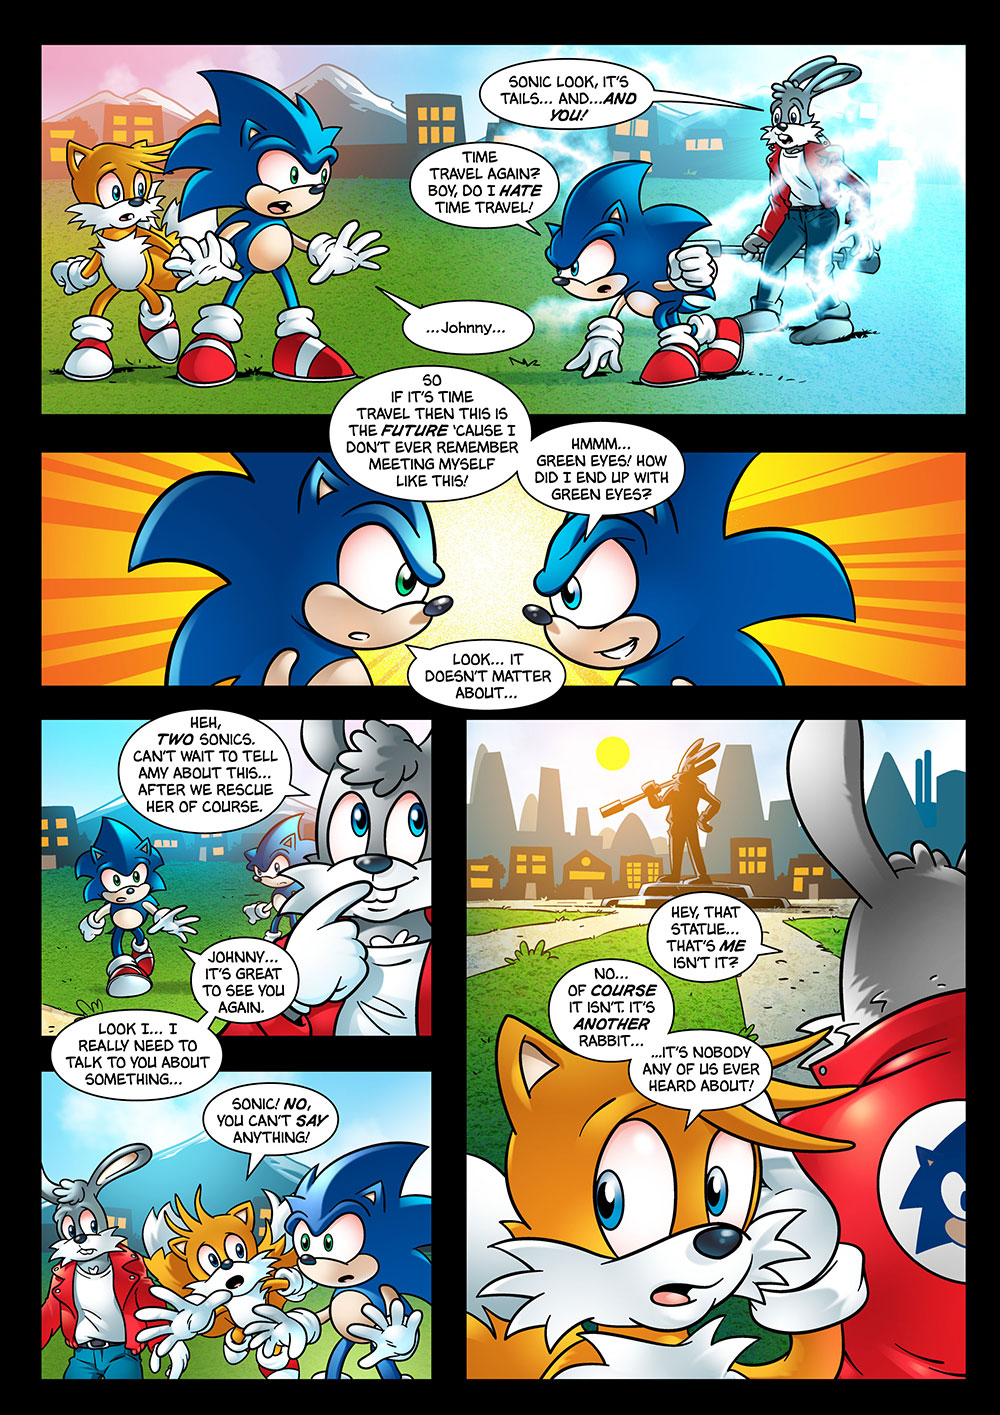 SONIC LOOK, IT'S
TAILS... AND...AND
YOU!
TIME
TRAVEL AGAIN?
BOY, DO I HATE
TIME TRAVEL!
...Johnny...
SO
IF IT'S TIME
TRAVEL THEN THIS IS
THE FUTURE 'CAUSE I
DON'T EVER REMEMBER
MEETING MYSELF
LIKE THIS!
HMMM...
GREEN EYES! HOW
DID I END UP WITH
GREEN EYES?
LOOK... IT
DOESN'T MATTER
ABOUT...
HEH,
TWO SONICS.
CAN'T WAIT TO TELL
AMY ABOUT THIS...
AFTER WE RESCUE
HER OF COURSE.
JOHNNY...
IT'S GREAT
TO SEE YOU
AGAIN.
LOOK I... I
REALLY NEED TO
TALK TO YOU ABOUT
SOMETHING...
SONIC! NO,
YOU CAN'T SAY
ANYTHING!
HEY, THAT
STATUE...
THAT'S ME
ISN'T IT?
NO...
OF COURSE
IT ISN'T. IT'S
ANOTHER
RABBIT...
...IT'S NOBODY
ANY OF US EVER
HEARD ABOUT!